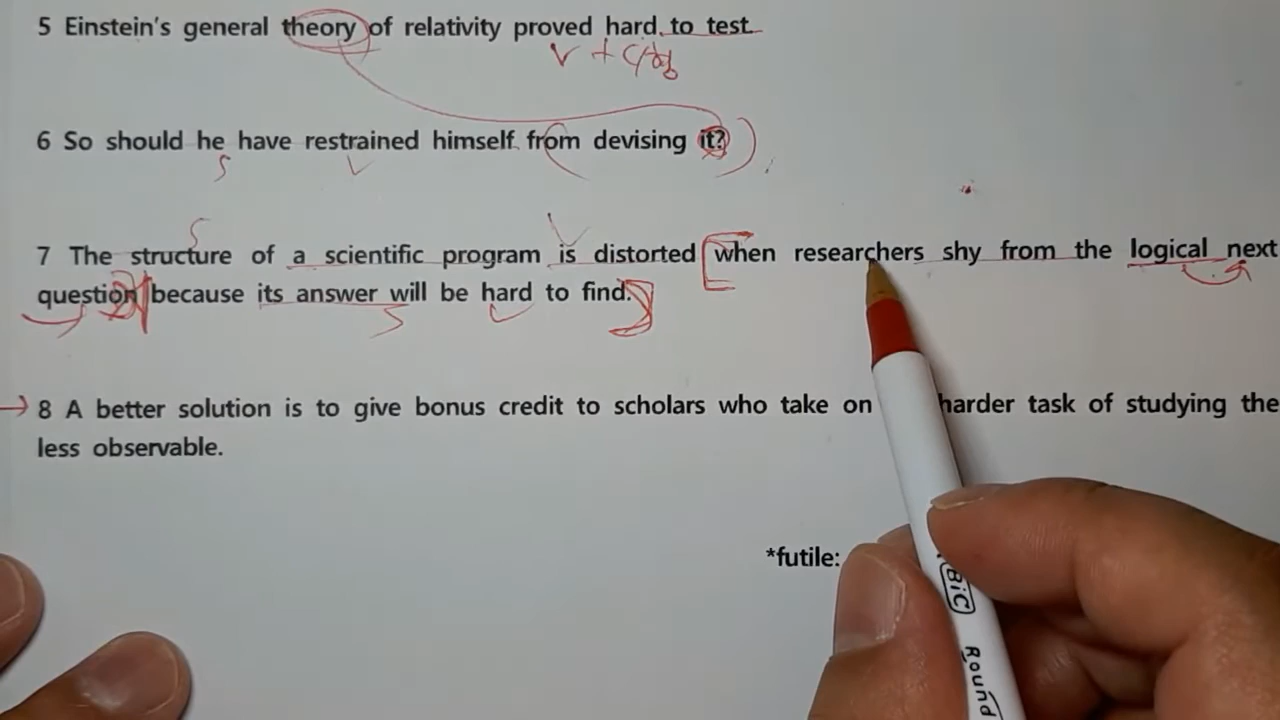 5 Einstein's general theory of relativity proved hard to test
V +
6 So should he have restrained himself from devising it?
S V
S V
7 The structure of a scientific program is distorted when researchers shy from the logical next
question because its answer will be hard to find.
S
8 A better solution is to give bonus credit to scholars who take on harder task of studying the
less observable.
*futile:
BiC Round